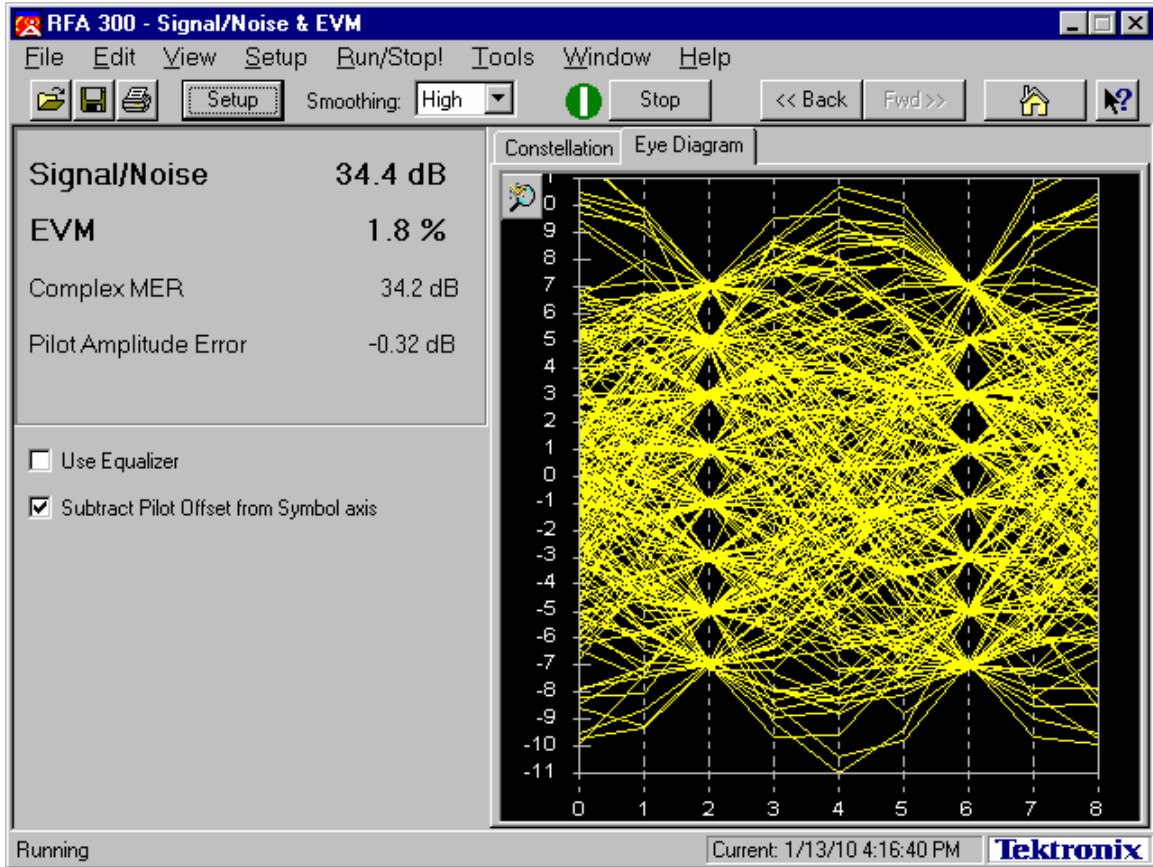 RFA 300 - Signal/Noise & EVM
File Edit View Setup Run/Stop! Tools Window Help
Setup Smoothing: High Stop << Back Fwd >>
Constellation Eye Diagram
Signal/Noise 34.4 dB
EVM 1.8 %
Complex MER 34.2 dB
Pilot Amplitude Error -0.32 dB
Use Equalizer
Subtract Pilot Offset from Symbol axis
0
9
8
7
6
5
4
3
2
1
0
-1
-2
-3
-4
-5
-6
-7
-8
-9
-10
-11
0 1 2 3 4 5 6 7 8
Running Current: 1/13/10 4:16:40 PM Tektronix